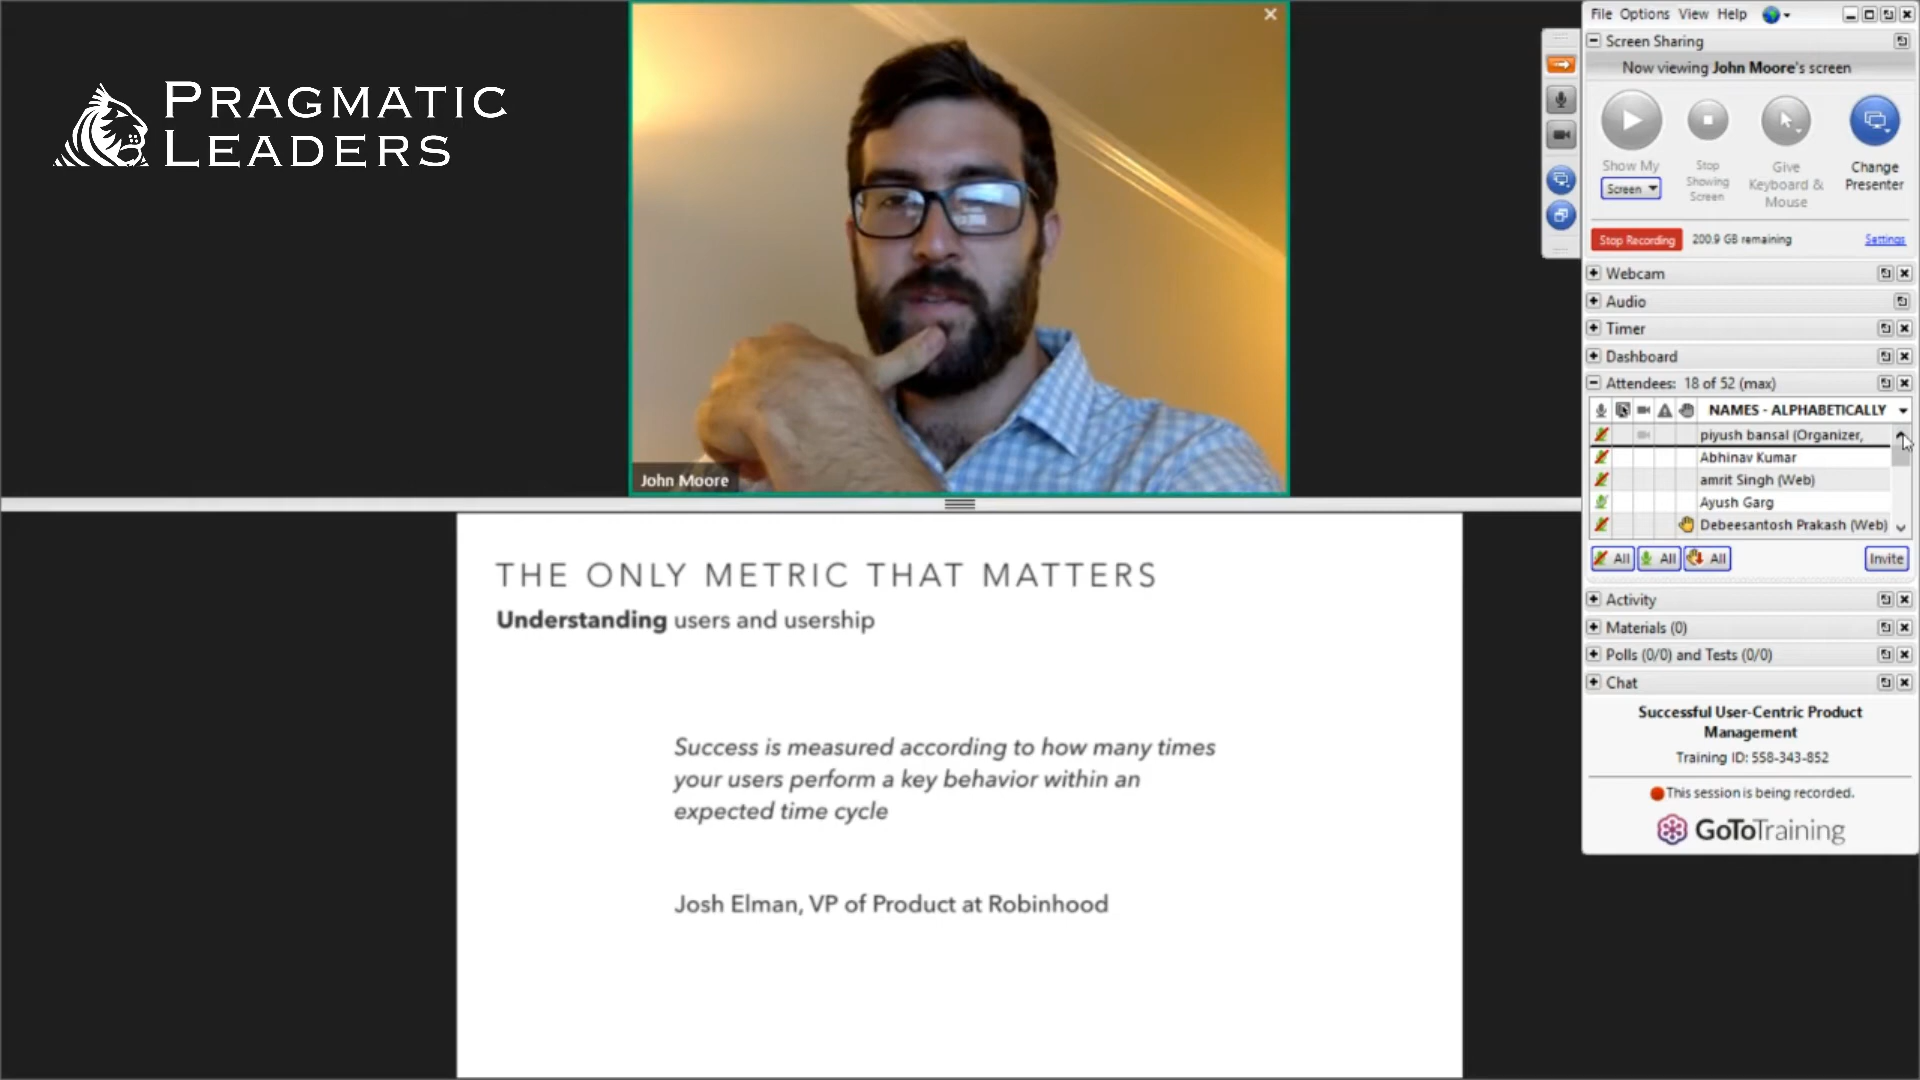 PRAGMATIC
LEADERS
John Moore
THE ONLY METRIC THAT MATTERS
Understanding users and usership
Success is measured according to how many times
your users perform a key behavior within an
expected time cycle
Josh Elman, VP of Product at Robinhood
File Options View Help
Screen Sharing
Now viewing John Moore's screen
Show My
Screen
Stop
Showing
Screen
Give
Keyboard &
Mouse
Change
Presenter
Stop Recording
200.9 GB remaining
Settings
Webcam
Audio
Timer
Dashboard
Attendees: 18 of 52 (max)
NAMES - ALPHABETICALLY
piyush bansal (Organizer,
Abhinav Kumar
amrit Singh (Web)
Ayush Garg
Debeesantosh Prakash (Web)
All All All Invite
Activity
Materials (0)
Polls (0/0) and Tests (0/0)
Chat
Successful User-Centric Product
Management
Training ID: 558-343-852
This session is being recorded.
GoToTraining